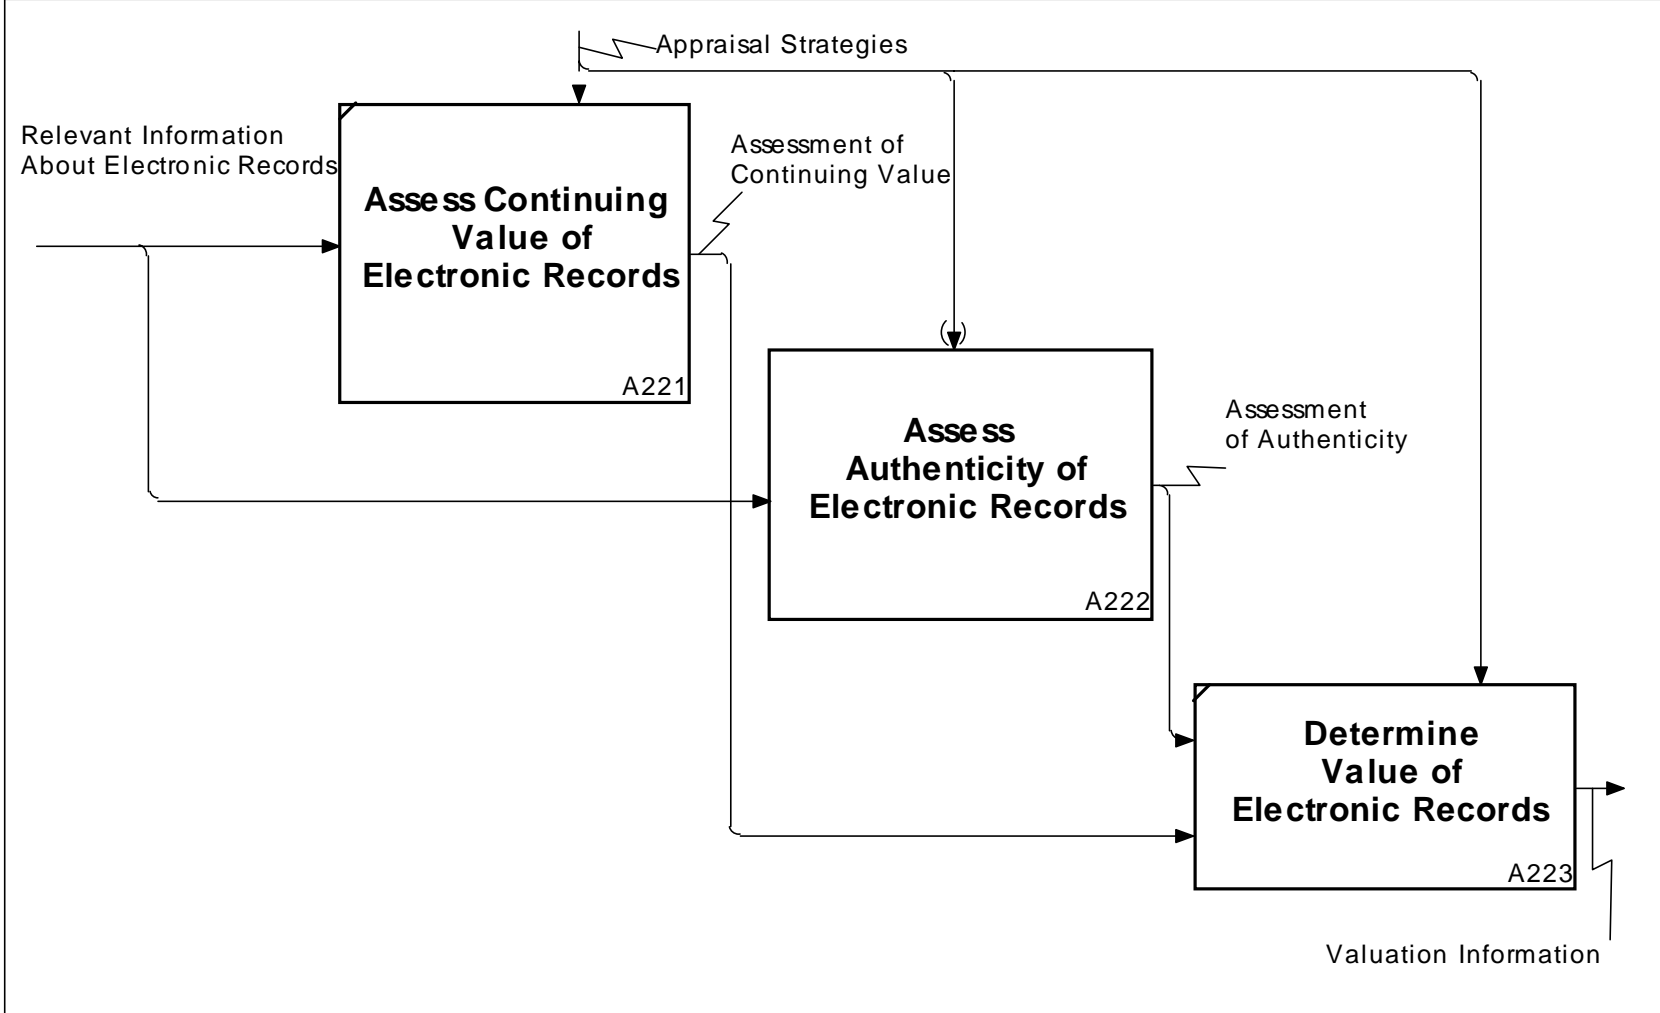 Appraisal Strategies
Relevant Information
About Electronic Records
Assessment of
Continuing Value
Assess Continuing
Value of
Electronic Records
A221
Assess
Authenticity of
Electronic Records
A222
Assessment
of Authenticity
Determine
Value of
Electronic Records
A223
Valuation Information